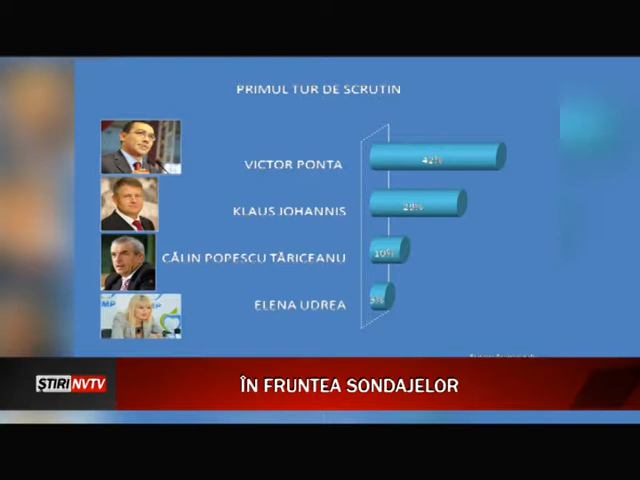 PRIMUL TUR DE SCRUTIN
VICTOR PONTA 42%
KLAUS JOHANNIS
CĂLIN POPESCU TĂRICEANU 10%
ELENA UDREA 5%
MP
ȘTIRI NVTV
ÎN FRUNTEA SONDAJELOR